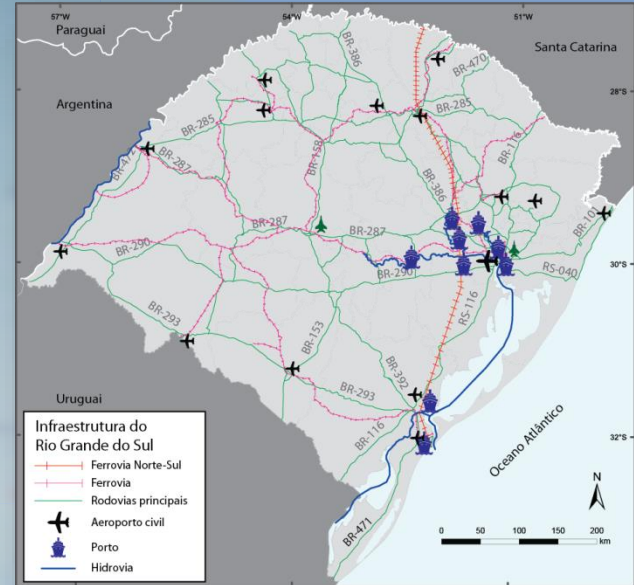 57°W
54°W
51°W
Paraguai
Santa Catarina
BR-386
BR-470
28°S
Argentina
BR-285
BR-285
BR-116
BR-472
BR-158
BR-287
BR-386
BR-101
BR-287
BR-287
BR-290
BR-290
30°S
RS-040
RS-116
BR-293
BR-153
BR-392
BR-293
Uruguai
BR-116
32°S
Oceano Atlântico
BR-471
Infraestrutura do
Rio Grande do Sul
Ferrovia Norte-Sul
Ferrovia
Rodovias principais
Aeroporto civil
Porto
Hidrovia
N
0 50 100 150 200
km